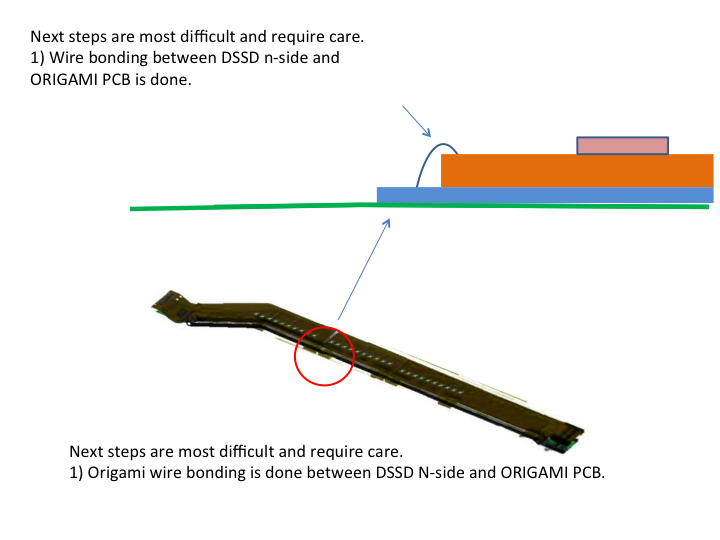 Next steps are most difficult and require care.
1) Wire bonding between DSSD n-side and
ORIGAMI PCB is done.
Next steps are most difficult and require care.
1) Origami wire bonding is done between DSSD N-side and ORIGAMI PCB.